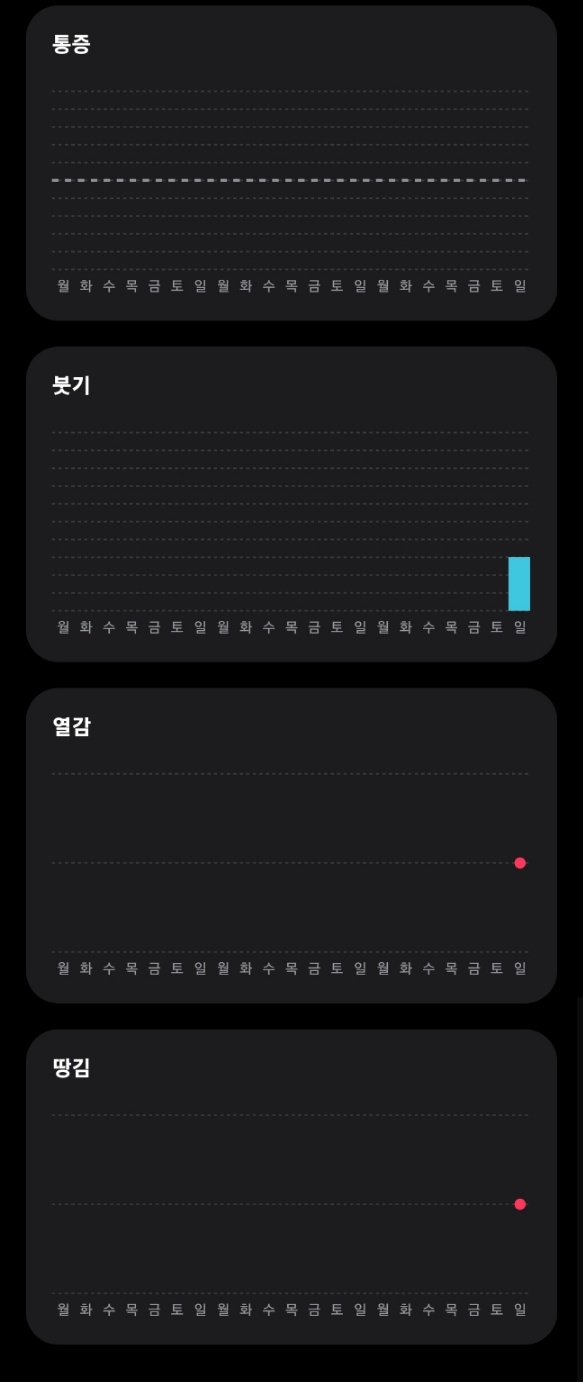 통증
월 화 수 목 금 토 일 월 화 수 목 금 토 일 월 화 수 목 금 토 일
붓기
월 화 수 목 금 토 일 월 화 수 목 금 토 일 월 화 수 목 금 토 일
열감
월 화 수 목 금 토 일 월 화 수 목 금 토 일 월 화 수 목 금 토 일
땅김
월 화 수 목 금 토 일 월 화 수 목 금 토 일 월 화 수 목 금 토 일